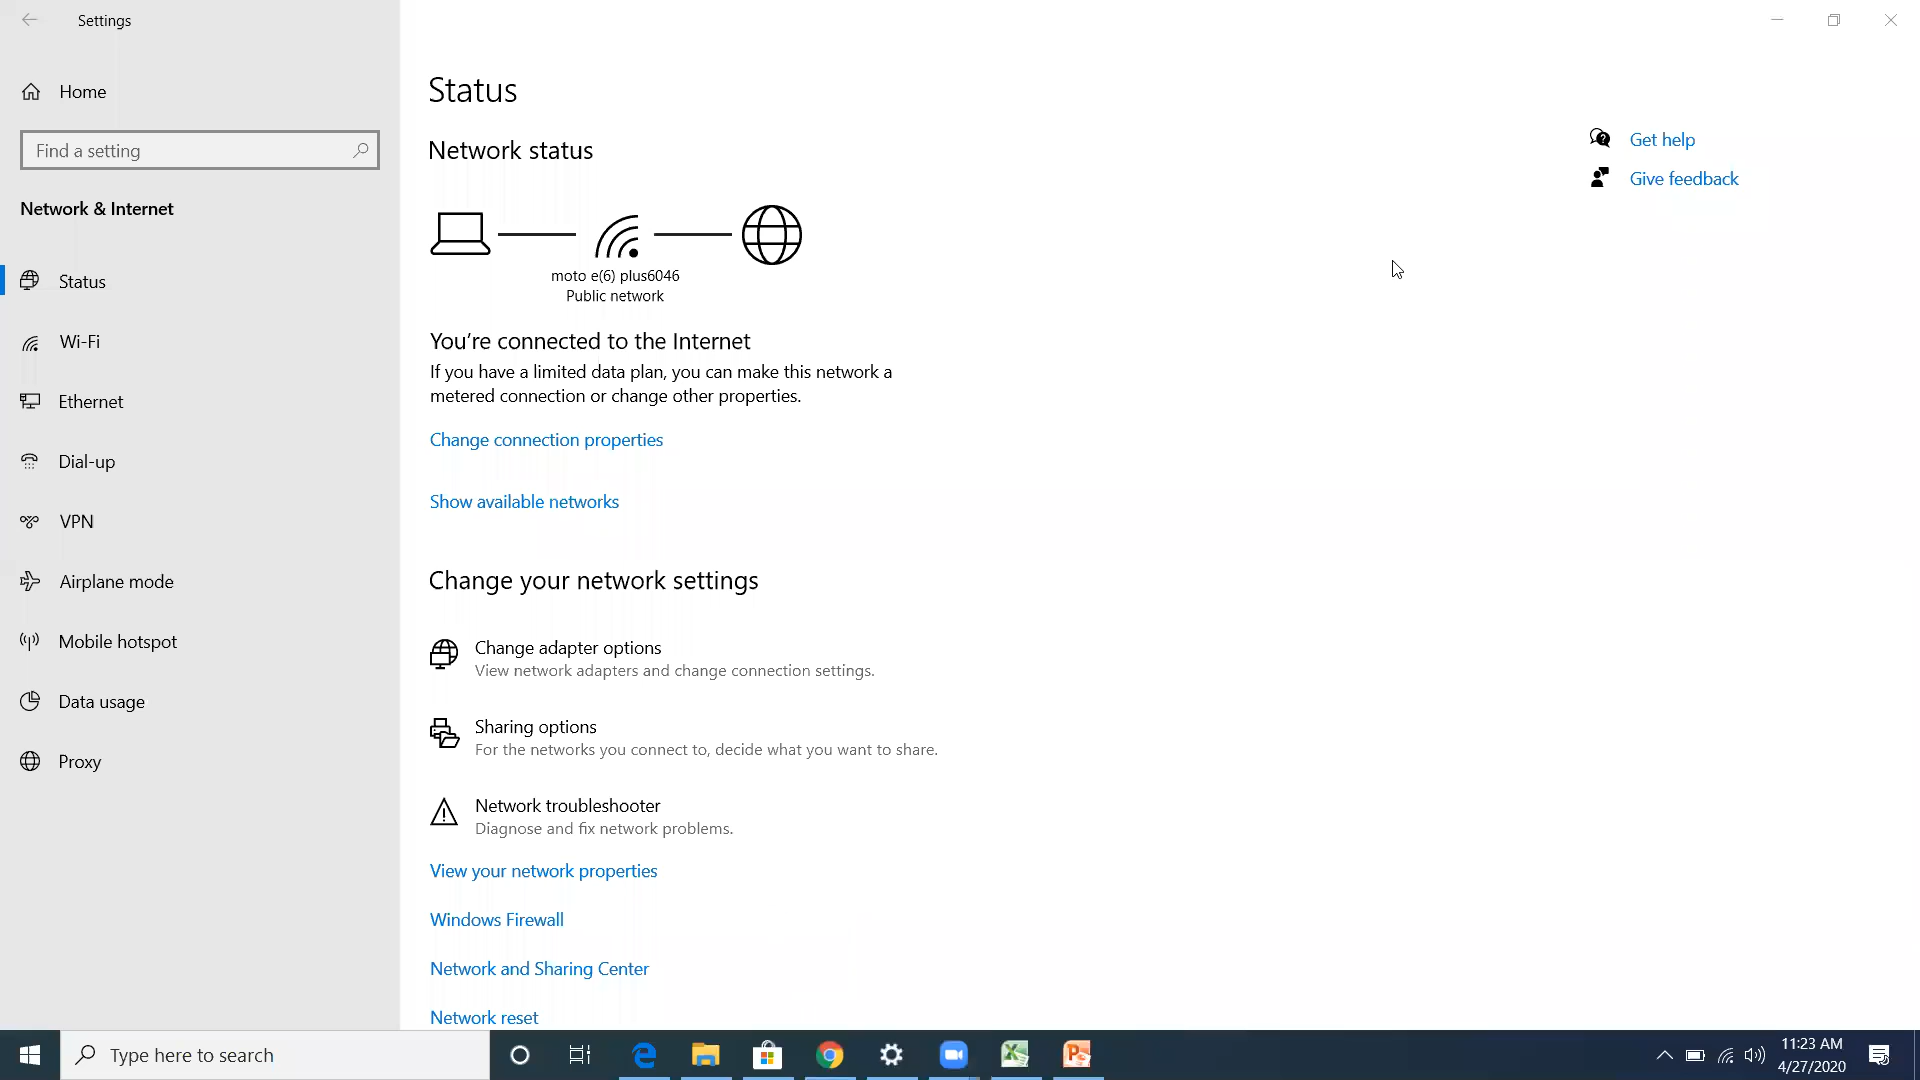 Settings
Home
Find a setting
Network & Internet
Status
Wi-Fi
Ethernet
Dial-up
VPN
Airplane mode
Mobile hotspot
Data usage
Proxy
Status
Network status
moto e(6) plus6046
Public network
You're connected to the Internet
If you have a limited data plan, you can make this network a
metered connection or change other properties.
Change connection properties
Show available networks
Change your network settings
Change adapter options
View network adapters and change connection settings.
Sharing options
For the networks you connect to, decide what you want to share.
Network troubleshooter
Diagnose and fix network problems.
View your network properties
Windows Firewall
Network and Sharing Center
Network reset
Get help
Give feedback
Type here to search
11:23 AM
4/27/2020